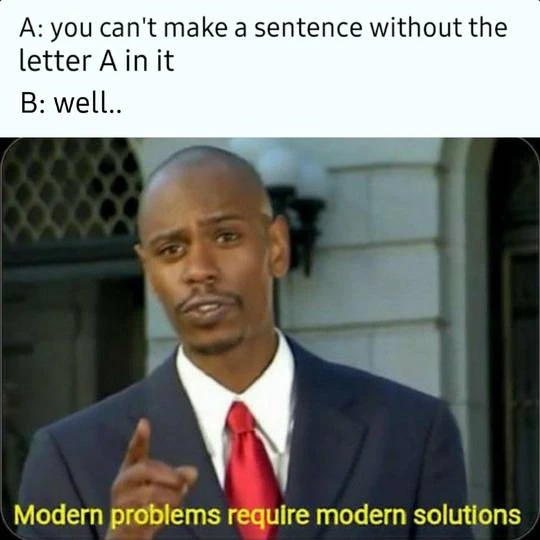 A: you can't make a sentence without the
letter A in it
B: well..
Modern problems require modern solutions